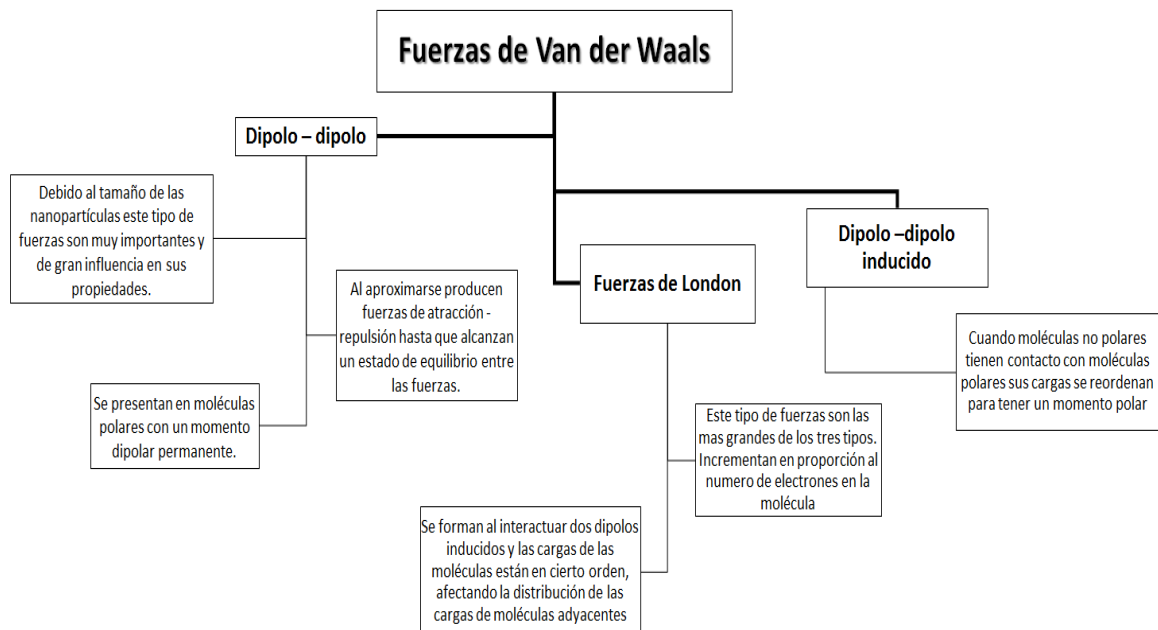 Fuerzas de Van der Waals
Dipolo – dipolo
Debido al tamaño de las
nanopartículas este tipo de
fuerzas son muy importantes y
de gran influencia en sus
propiedades.
Al aproximarse producen
fuerzas de atracción -
repulsión hasta que alcanzan
un estado de equilibrio entre
las fuerzas.
Se presentan en moléculas
polares con un momento
dipolar permanente.
Fuerzas de London
Este tipo de fuerzas son las
mas grandes de los tres tipos.
Incrementan en proporción al
numero de electrones en la
molécula
Se forman al interactuar dos dipolos
inducidos y las cargas de las
moléculas están en cierto orden,
afectando la distribución de las
cargas de moléculas adyacentes
Dipolo –dipolo
inducido
Cuando moléculas no polares
tienen contacto con moléculas
polares sus cargas se reordenan
para tener un momento polar